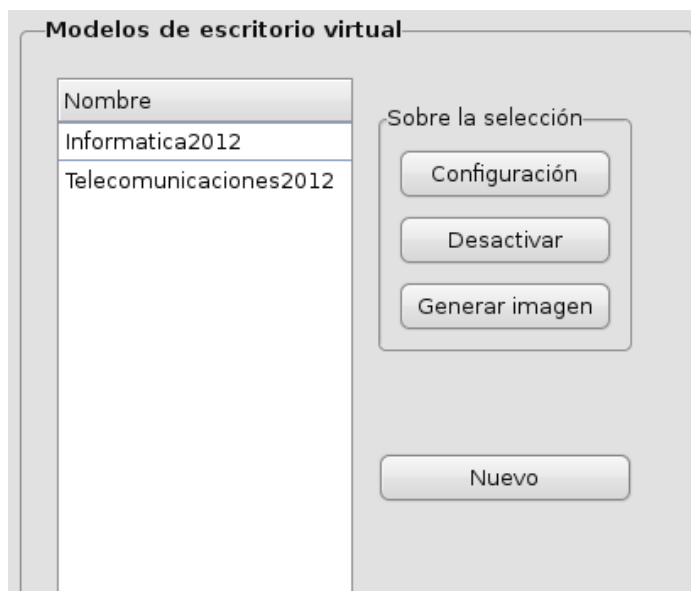 Modelos de escritorio virtual
Nombre
Informatica2012
Telecomunicaciones2012
Sobre la selección
Configuración
Desactivar
Generar imagen
Nuevo